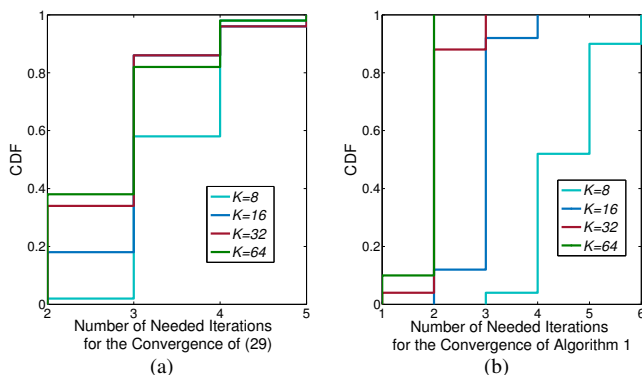 1
0.8
0.6
0.4
0.2
0
CDF
K=8
K=16
K=32
K=64
2 3 4 5
Number of Needed Iterations
for the Convergence of (29)
(a)
1
0.8
0.6
0.4
0.2
0
CDF
K=8
K=16
K=32
K=64
1 2 3 4 5 6
Number of Needed Iterations
for the Convergence of Algorithm 1
(b)